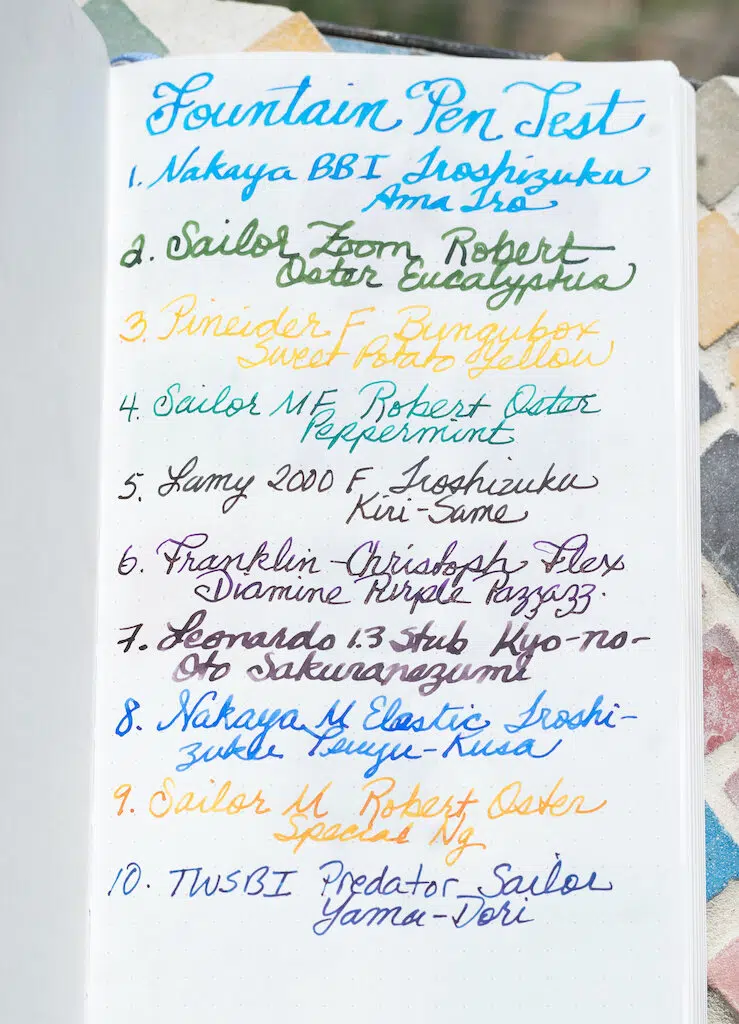 Fountain Pen Test
1. Nakaya BBI Iroshizuku
Ama Iro
2. Sailor Zoom Robert
Oster Eucalyptus
3. Pineider F Bungubox
Sweet Potato Yellow
4. Sailor MF Robert Oster
Peppermint
5. Lamy 2000 F Iroshizuku
Kiri-Same
6. Franklin-Christoph Flex
Diamine Purple Pazzazz.
7. Leonardo 1.3 Stub Kyo-no-
Oto Sakuranezumi
8. Nakaya M Elastic Iroshi-
zuku Tsuyu-Kusa
9. Sailor M Robert Oster
Special Ng
10. TWSBI Predator Sailor
Yama-Dori